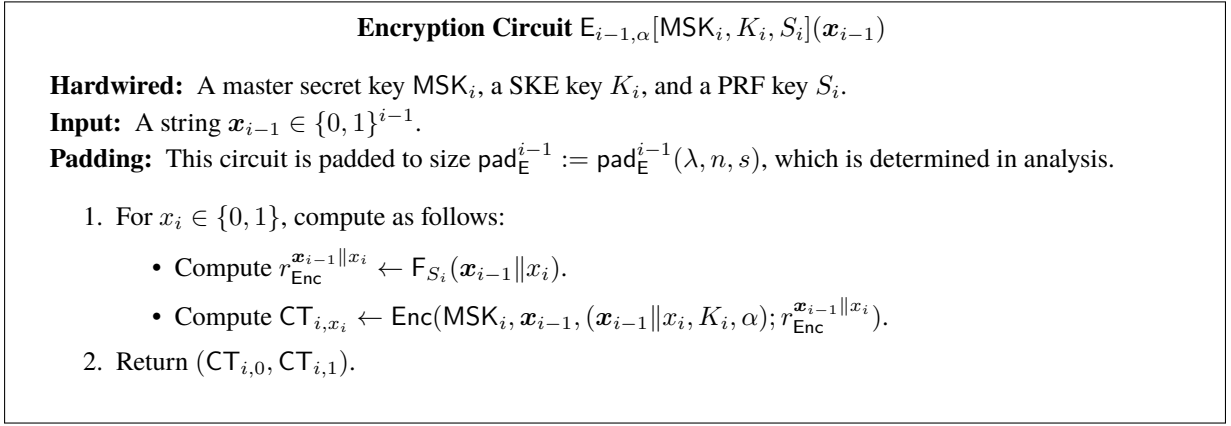 Encryption Circuit E_{i−1,α}[MSK_i, K_i, S_i](x_{i−1})
Hardwired: A master secret key MSK_i, a SKE key K_i, and a PRF key S_i.
Input: A string x_{i−1} ∈ {0, 1}^{i−1}.
Padding: This circuit is padded to size pad_E^{i−1} := pad_E^{i−1}(λ, n, s), which is determined in analysis.
1. For x_i ∈ {0, 1}, compute as follows:
• Compute r_{Enc}^{x_{i−1}∥x_i} ← F_{S_i}(x_{i−1}∥x_i).
• Compute CT_{i,x_i} ← Enc(MSK_i, x_{i−1}, (x_{i−1}∥x_i, K_i, α); r_{Enc}^{x_{i−1}∥x_i}).
2. Return (CT_{i,0}, CT_{i,1}).